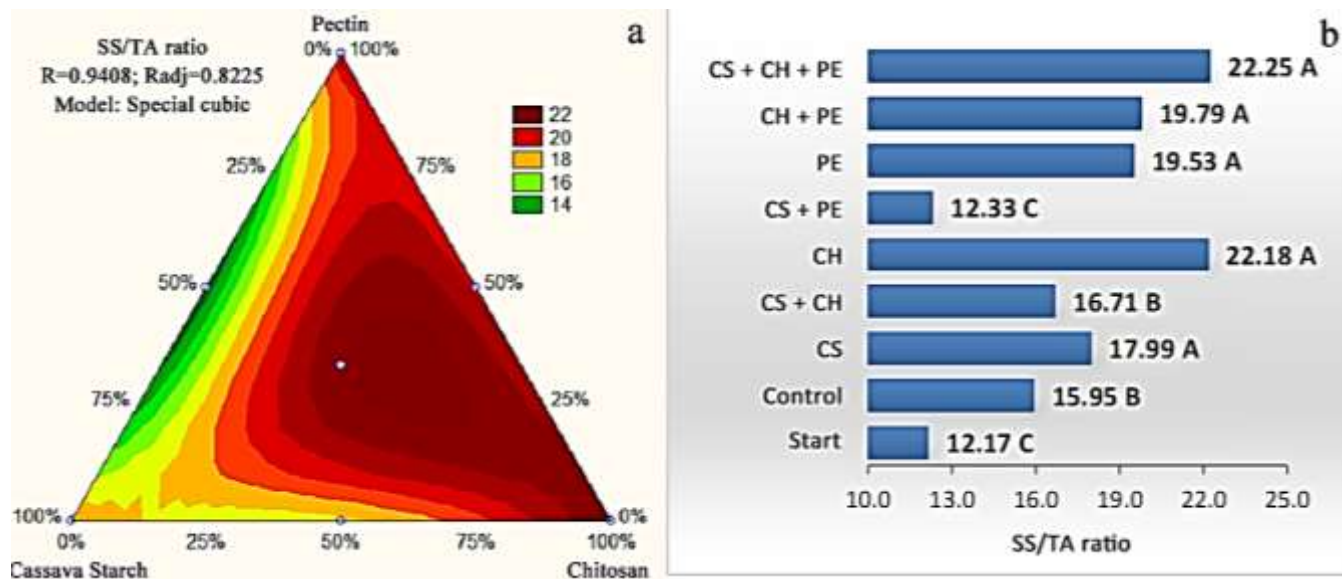 Pectin
a
SS/TA ratio
R=0.9408; Radj=0.8225
Model: Special cubic
0% 100%
22
20
18
16
14
25%
75%
50%
50%
75%
25%
100%
0%
0% 25% 50% 75% 100%
Cassava Starch
Chitosan
b
CS + CH + PE 22.25 A
CH + PE 19.79 A
PE 19.53 A
CS + PE 12.33 C
CH 22.18 A
CS + CH 16.71 B
CS 17.99 A
Control 15.95 B
Start 12.17 C
10.0 13.0 16.0 19.0 22.0 25.0
SS/TA ratio